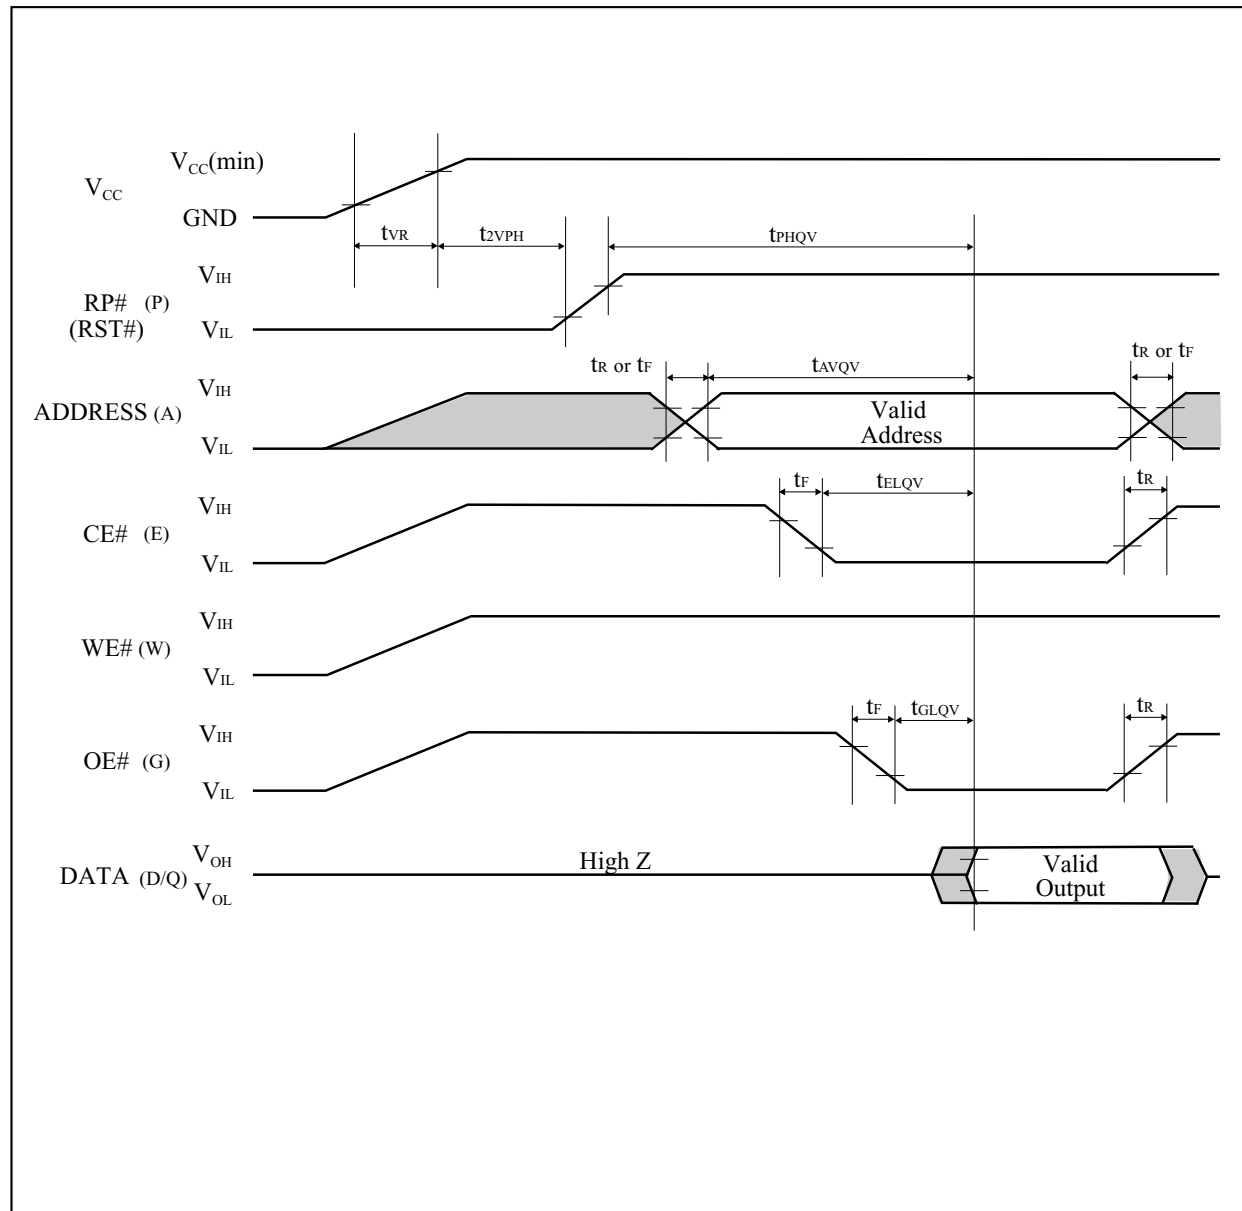 VCC(min)
VCC
GND
tVR
t2VPH
tPHQV
VIH
RP# (P)
(RST#)
VIL
tR or tF
tAVQV
tR or tF
VIH
ADDRESS (A)
Valid
Address
VIL
tF
tELQV
tR
VIH
CE# (E)
VIL
VIH
WE# (W)
VIL
tF
tGLQV
tR
VIH
OE# (G)
VIL
VOH
High Z
DATA (D/Q)
Valid
Output
VOL